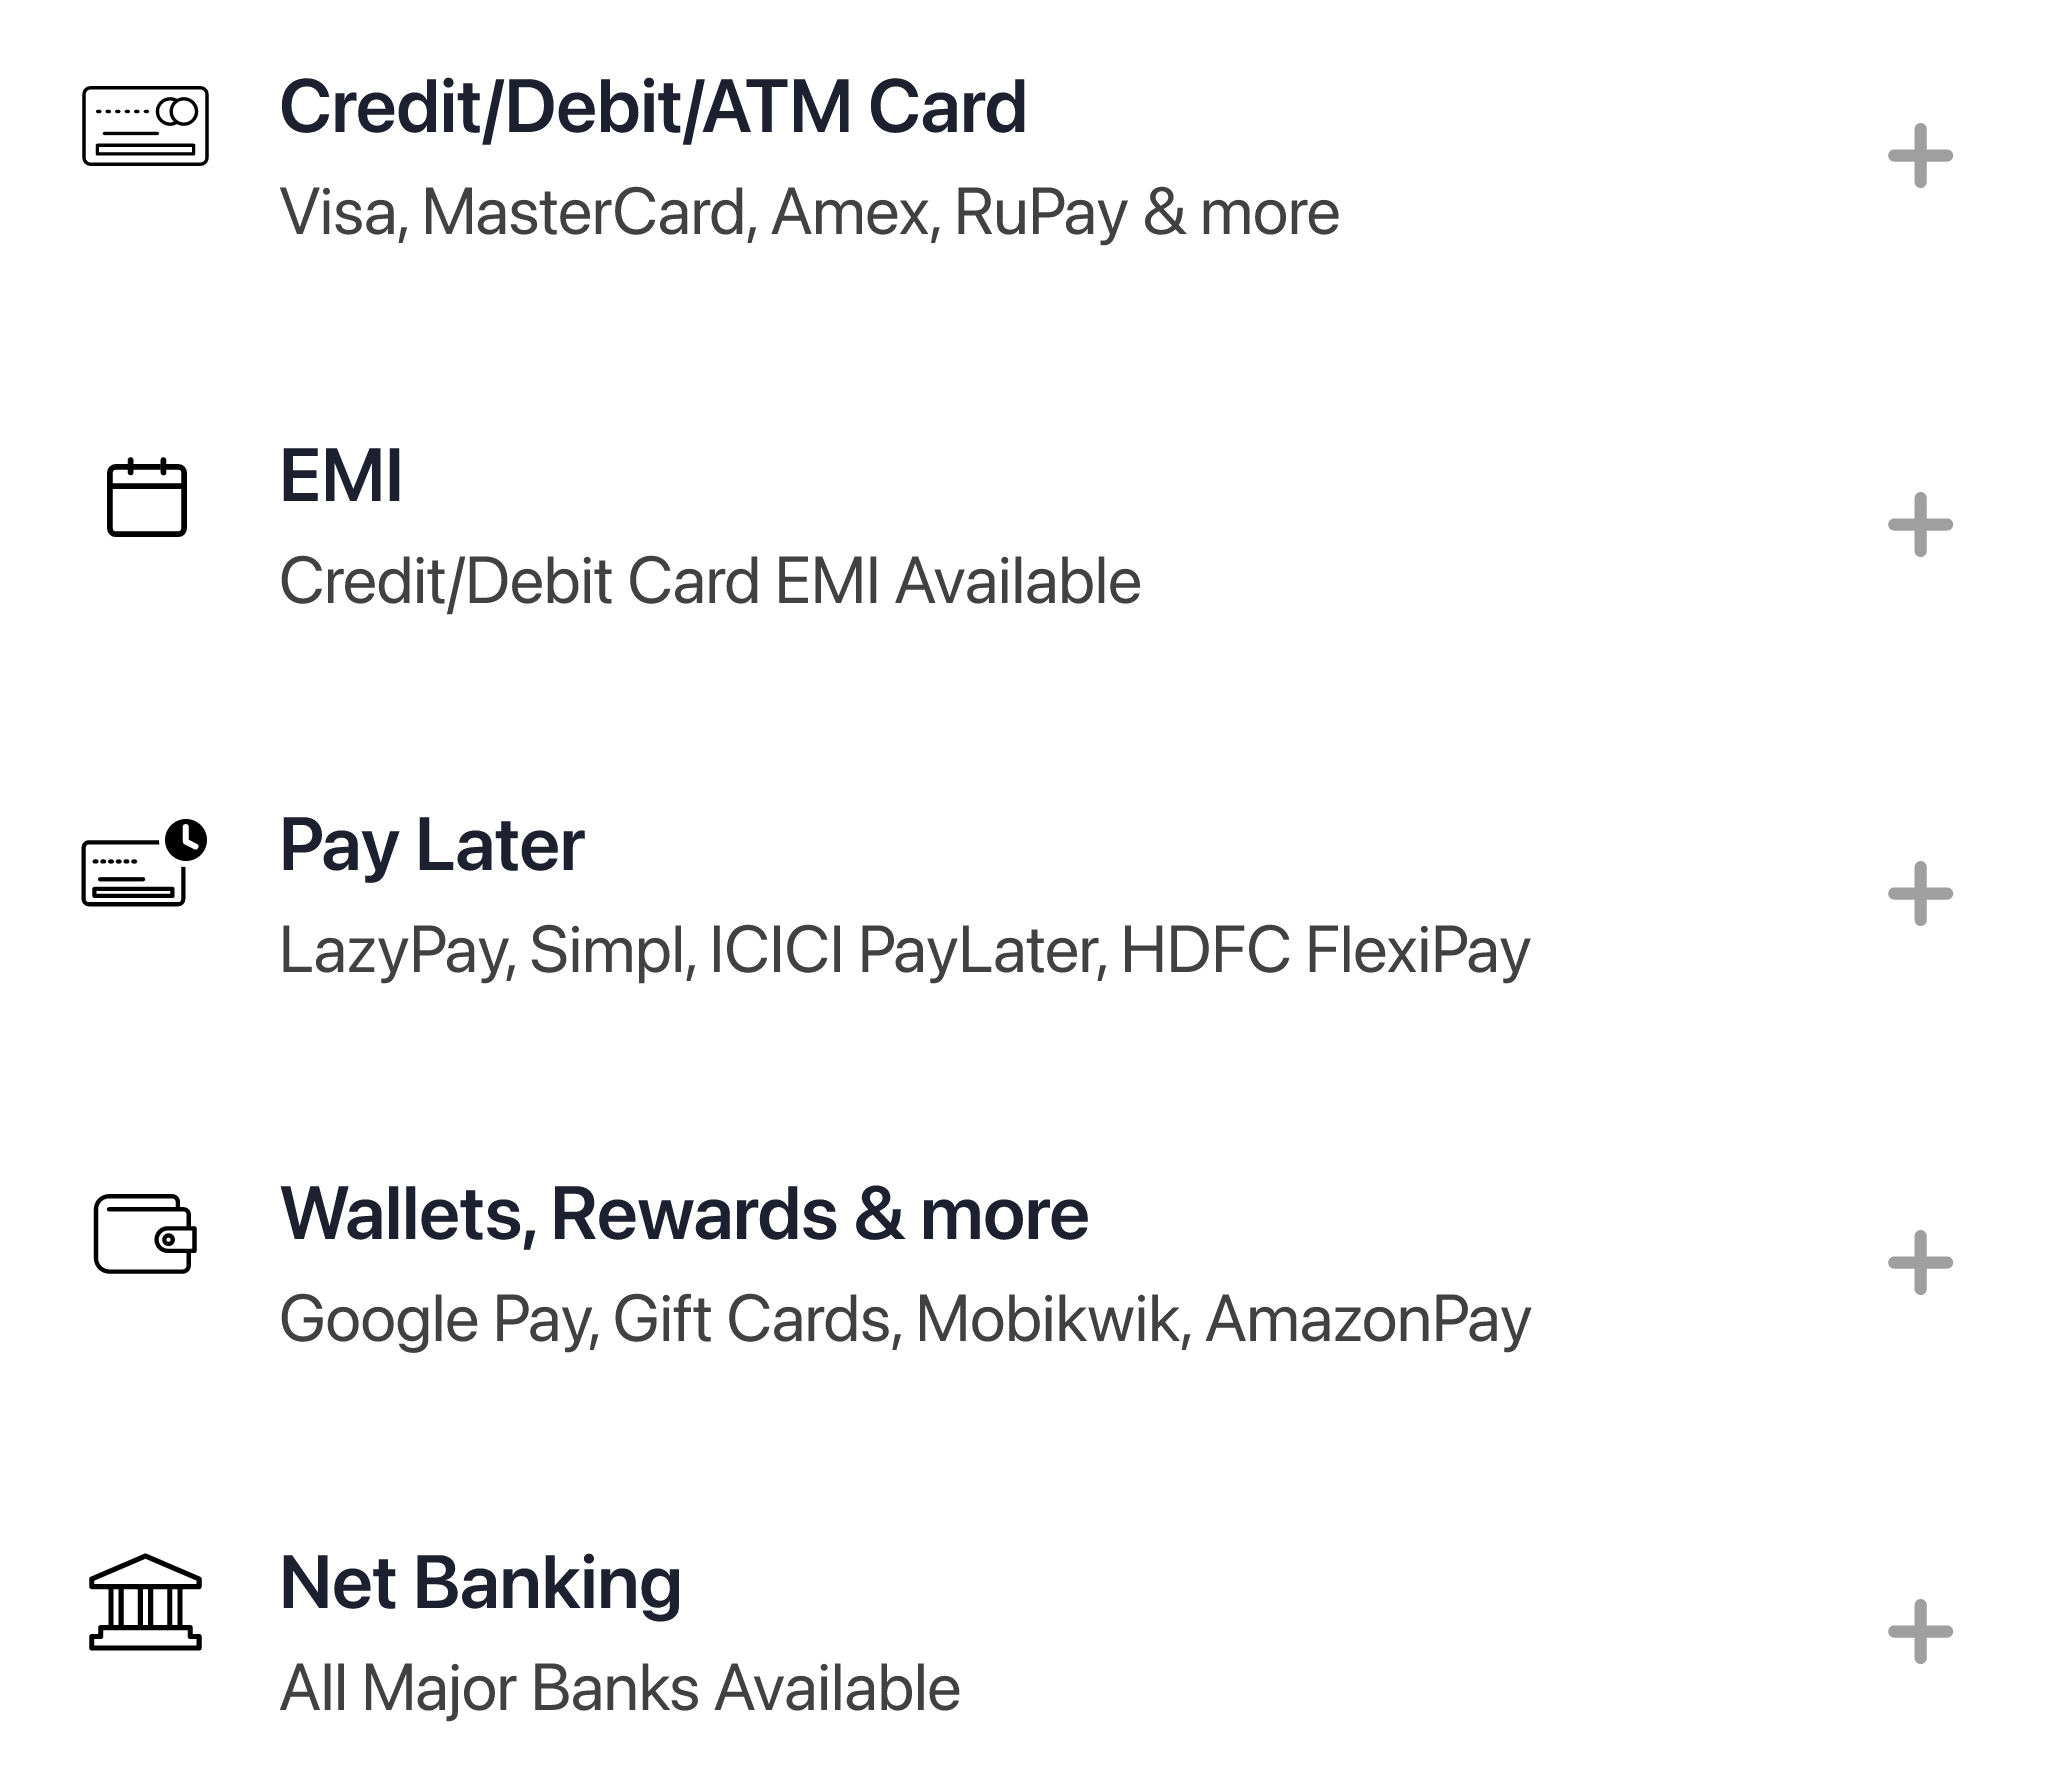 Credit/Debit/ATM Card
Visa, MasterCard, Amex, RuPay & more
EMI
Credit/Debit Card EMI Available
Pay Later
LazyPay, Simpl, ICICI PayLater, HDFC FlexiPay
Wallets, Rewards & more
Google Pay, Gift Cards, Mobikwik, AmazonPay
Net Banking
All Major Banks Available